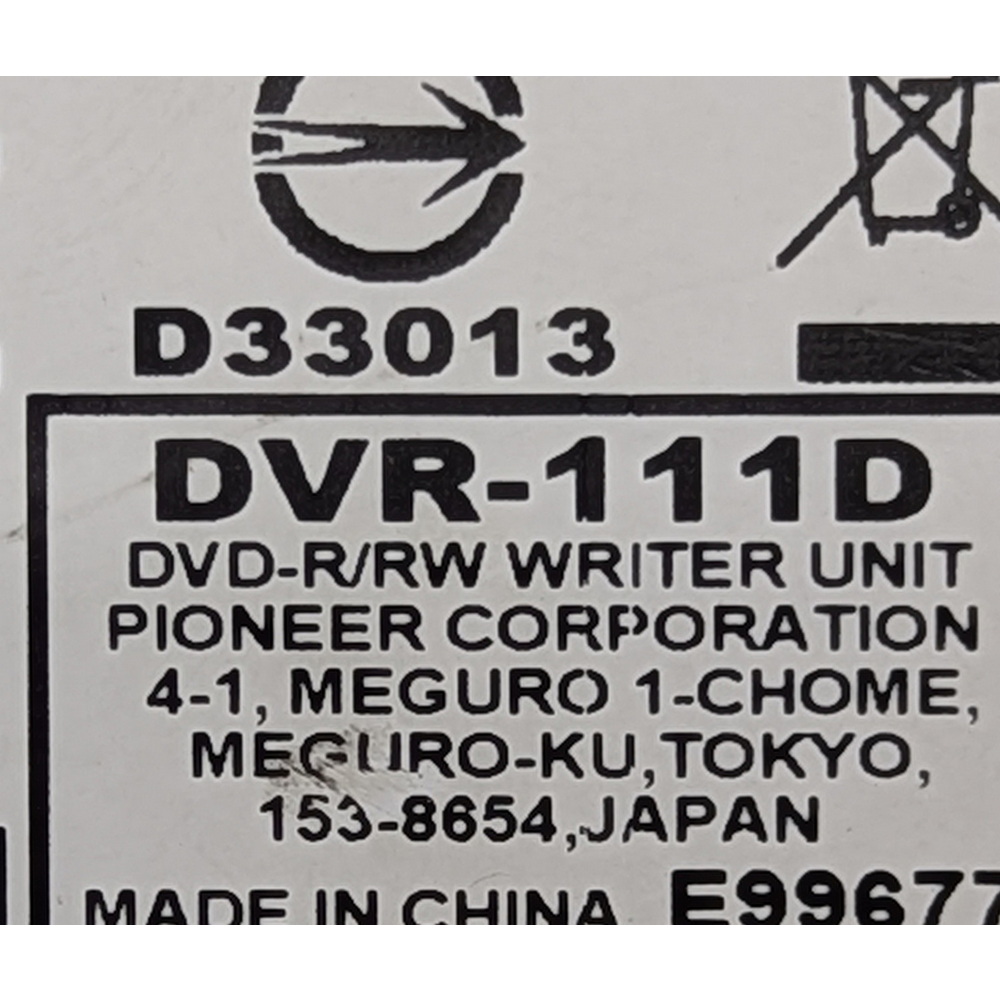 D33013
DVR-111D
DVD-R/RW WRITER UNIT
PIONEER CORPORATION
4-1, MEGURO 1-CHOME,
MEGURO-KU,TOKYO,
153-8654,JAPAN
MADE IN CHINA E99677